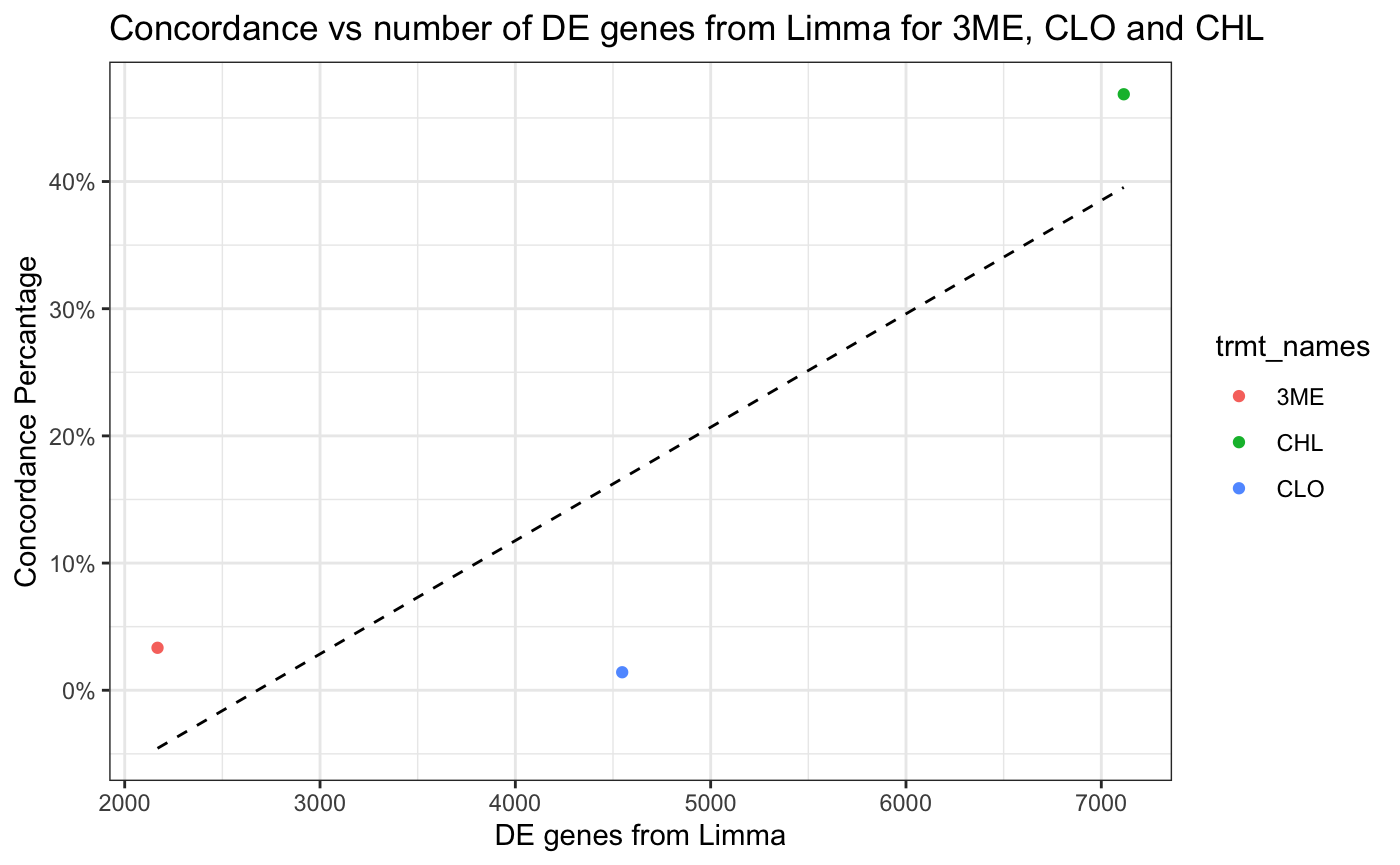 Concordance vs number of DE genes from Limma for 3ME, CLO and CHL
Concordance Percantage
40%
30%
20%
10%
0%
2000 3000 4000 5000 6000 7000
DE genes from Limma
trmt_names
3ME
CHL
CLO